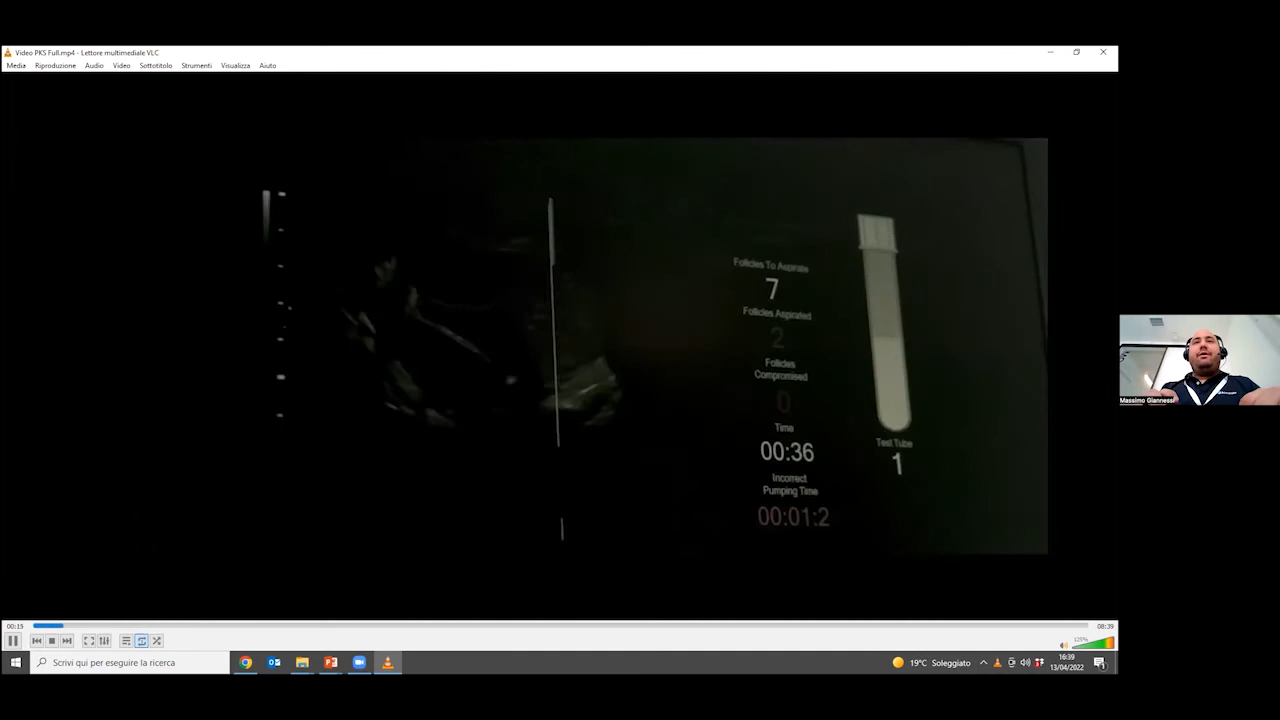 Video PKS Full.mp4 - Lettore multimediale VLC
Media Riproduzione Audio Video Sottotitolo Strumenti Visualizza Aiuto
Follicles To Aspirate
7
Follicles Aspirated
2
Follicles
Compromised
0
Time
00:36
Incorrect
Pumping Time
00:01:2
Test Tube
1
Massimo Giannessi
00:15
08:39
125%
Scrivi qui per eseguire la ricerca
19°C Soleggiato
16:39
13/04/2022